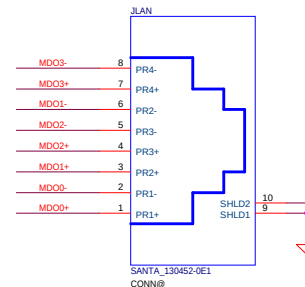 JLAN
MDO3- 8 PR4-
MDO3+ 7 PR4+
MDO1- 6 PR2-
MDO2- 5 PR3-
MDO2+ 4 PR3+
MDO1+ 3 PR2+
MDO0- 2 PR1-
SHLD2 10
MDO0+ 1 PR1+ SHLD1 9
SANTA_130452-0E1
CONN@